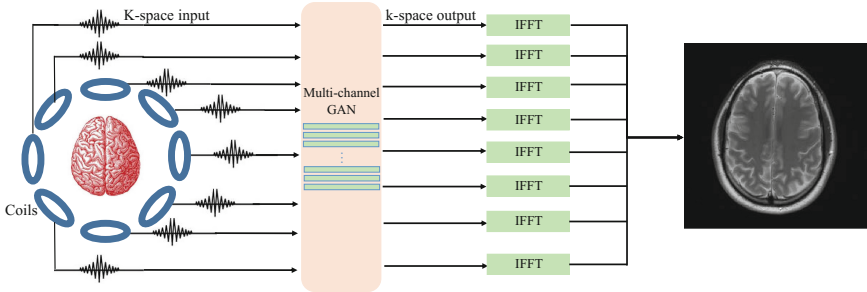 K-space input
k-space output
IFFT
IFFT
IFFT
Multi-channel
GAN
IFFT
IFFT
IFFT
Coils
IFFT
IFFT